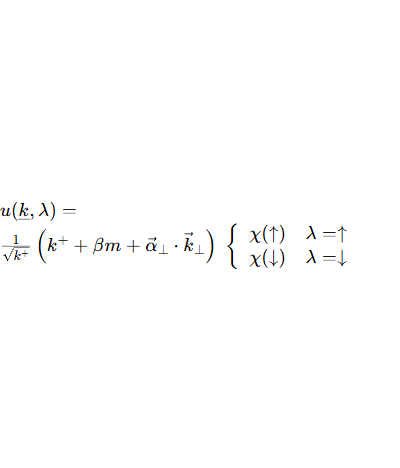 u(k, λ) =
1/√k⁺ (k⁺ + βm + α⃗⊥ · k⃗⊥) { χ(↑) λ =↑
χ(↓) λ =↓